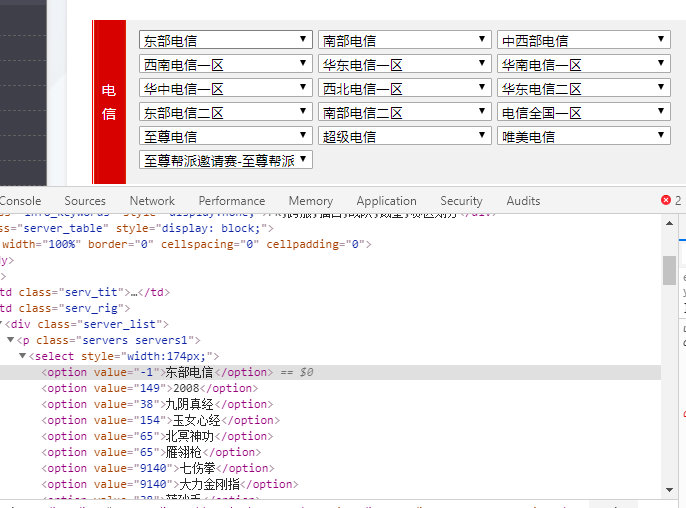 电
信
东部电信 南部电信 中西部电信
西南电信一区 华东电信一区 华南电信一区
华中电信一区 西北电信一区 华东电信二区
东部电信二区 南部电信二区 电信全国一区
至尊电信 超级电信 唯美电信
至尊帮派邀请赛-至尊帮派
Console Sources Network Performance Memory Application Security Audits 2
ss="server_table" style="display: block;">
width="100%" border="0" cellspacing="0" cellpadding="0">
dy>
>
td class="serv_tit">…</td>
td class="serv_rig">
<div class="server_list">
<p class="servers servers1">
<select style="width:174px;">
<option value="-1">东部电信</option> == $0
<option value="149">2008</option>
<option value="38">九阴真经</option>
<option value="154">玉女心经</option>
<option value="65">北冥神功</option>
<option value="65">雁翎枪</option>
<option value="9140">七伤拳</option>
<option value="9140">大力金刚指</option>